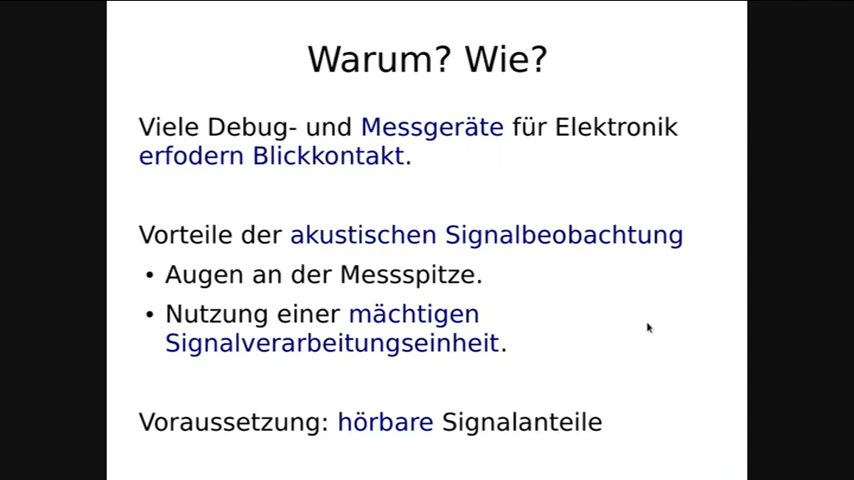 Warum? Wie?
Viele Debug- und Messgeräte für Elektronik
erfodern Blickkontakt.
Vorteile der akustischen Signalbeobachtung
• Augen an der Messspitze.
• Nutzung einer mächtigen
Signalverarbeitungseinheit.
Voraussetzung: hörbare Signalanteile